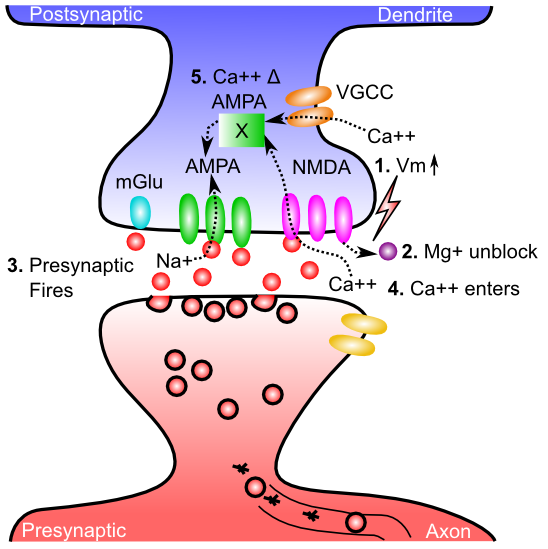 Postsynaptic
Dendrite
5. Ca++ Δ
AMPA
VGCC
X
Ca++
AMPA
NMDA
1. Vm
mGlu
2. Mg+ unblock
3. Presynaptic
Fires
Na+
Ca++
4. Ca++ enters
Presynaptic
Axon